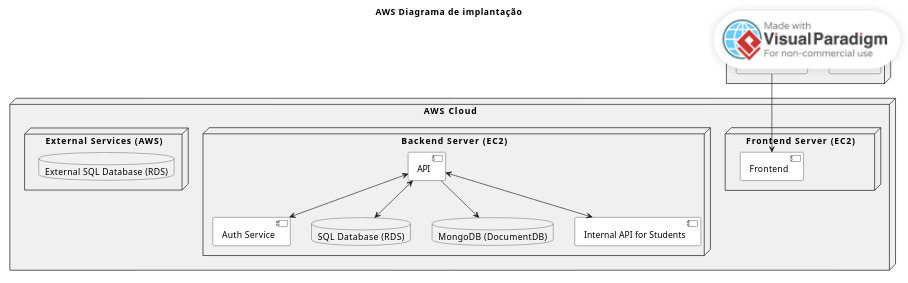 AWS Diagrama de implantação
Made with
Visual Paradigm
For non-commercial use
AWS Cloud
External Services (AWS)
External SQL Database (RDS)
Backend Server (EC2)
API
Auth Service
SQL Database (RDS)
MongoDB (DocumentDB)
Internal API for Students
Frontend Server (EC2)
Frontend